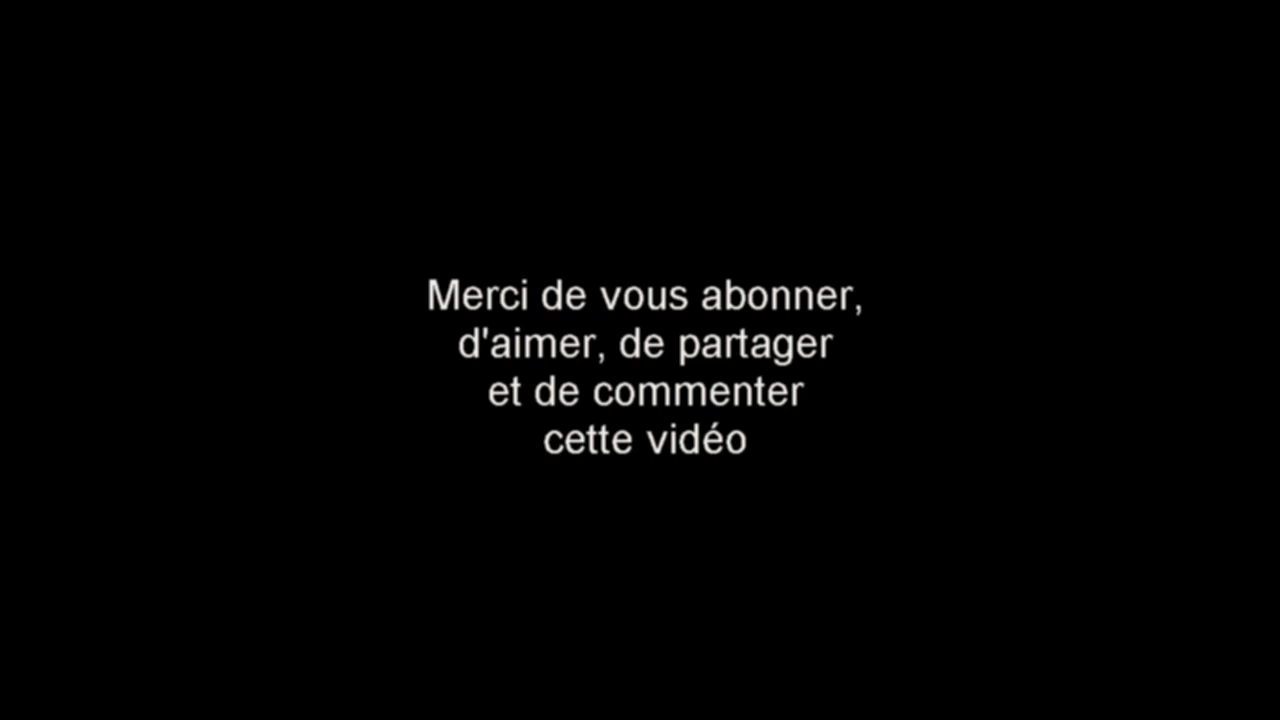 Merci de vous abonner,
d'aimer, de partager
et de commenter
cette vidéo